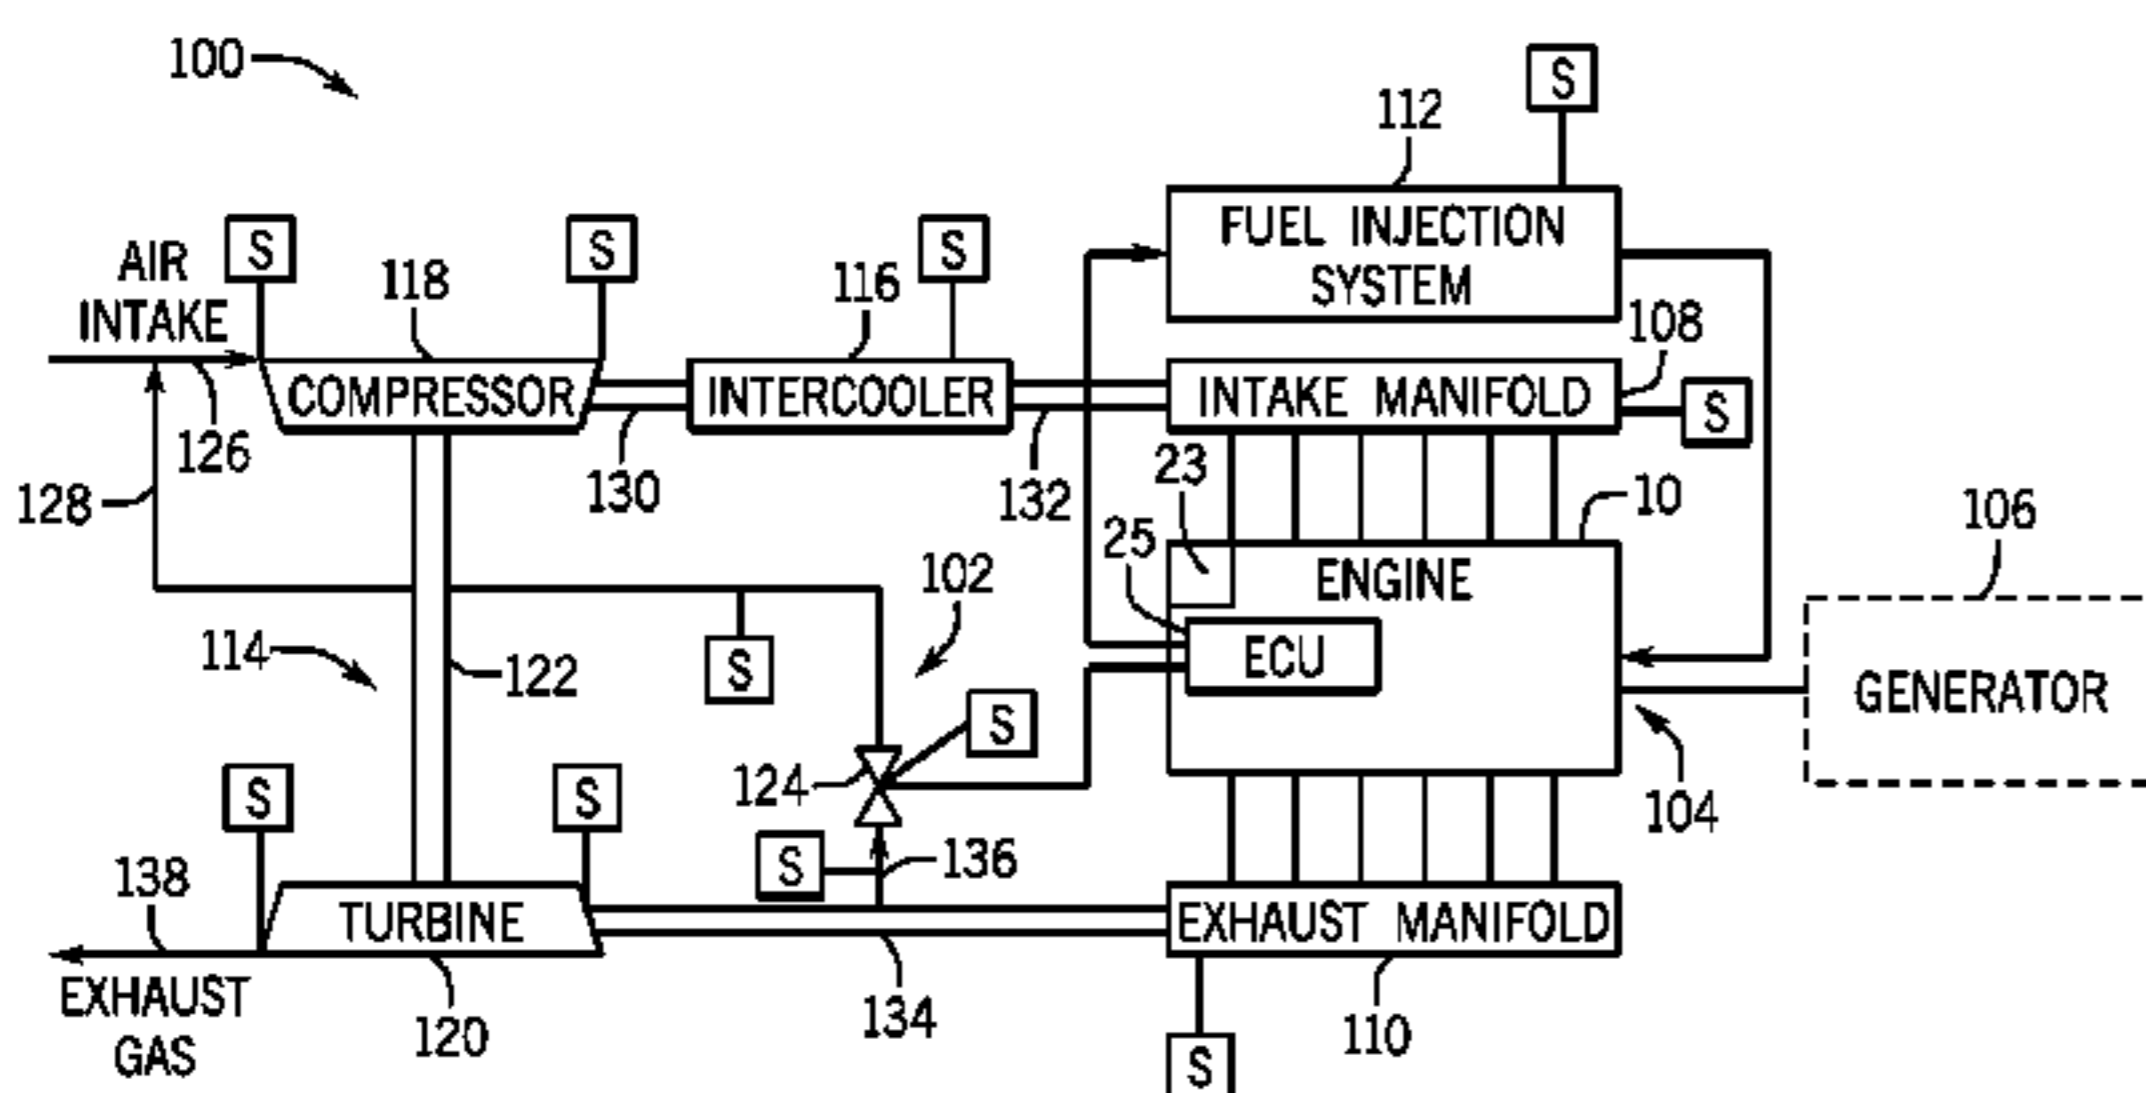 100
S
112
S
S
S
FUEL INJECTION
SYSTEM
AIR
INTAKE
118
116
108
COMPRESSOR
INTERCOOLER
INTAKE MANIFOLD
S
126
130
132
23
10
128
25
106
102
ENGINE
114
122
S
ECU
GENERATOR
S
124
104
S
S
S
136
138
TURBINE
EXHAUST MANIFOLD
EXHAUST
GAS
120
134
110
S